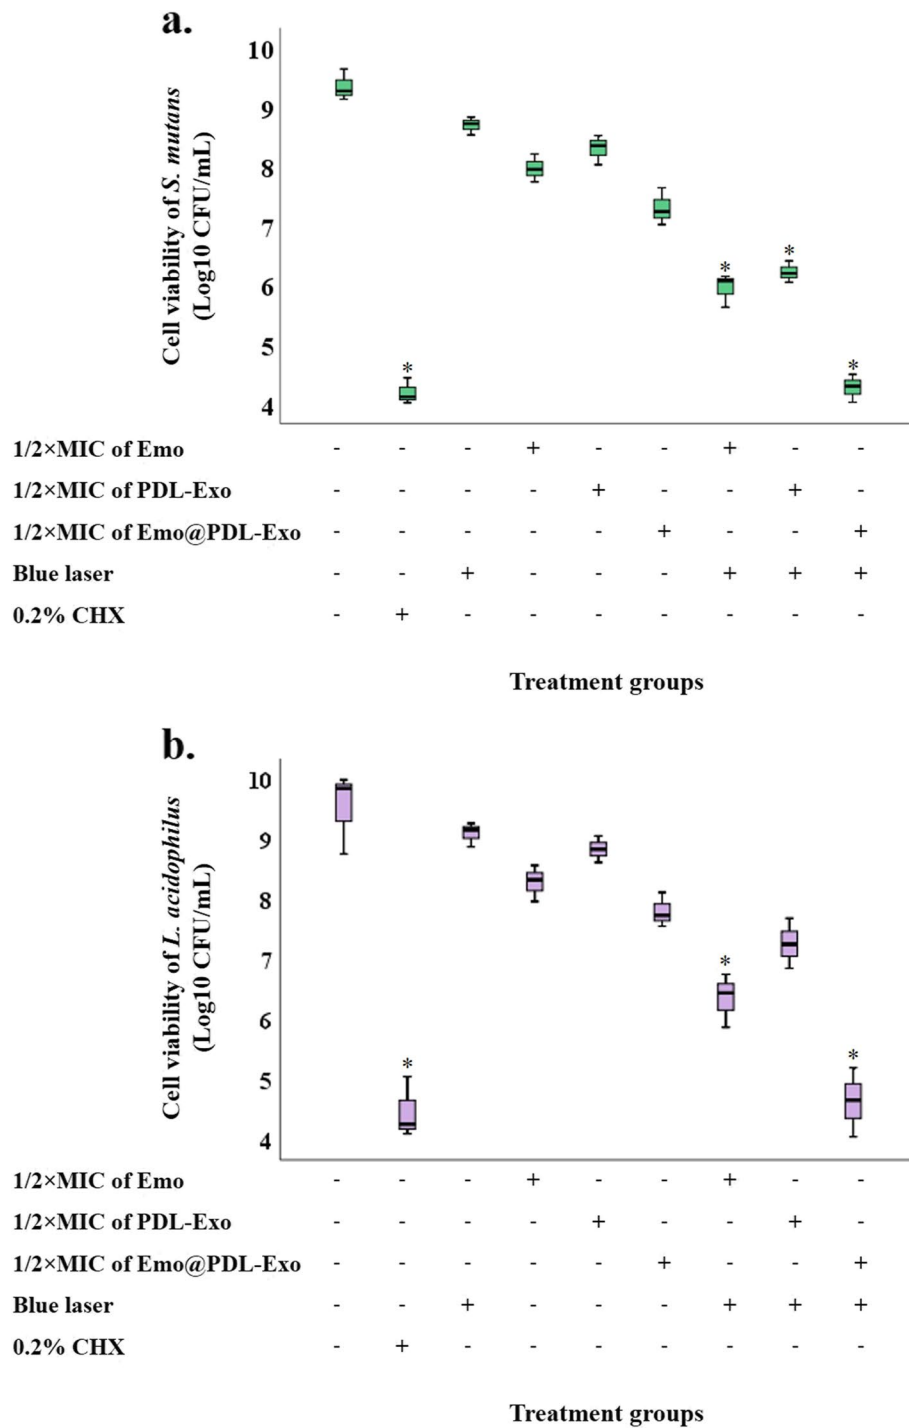 a.
Cell viability of S. mutans
(Log10 CFU/mL)
10
9
8
7
6
5
4
*
*
*
*
1/2×MIC of Emo - - - + - - + - -
1/2×MIC of PDL-Exo - - - - + - - + -
1/2×MIC of Emo@PDL-Exo - - - - - + - - +
Blue laser - - + - - - + + +
0.2% CHX - + - - - - - - -
Treatment groups
b.
Cell viability of L. acidophilus
(Log10 CFU/mL)
10
9
8
7
6
5
4
*
*
*
1/2×MIC of Emo - - - + - - + - -
1/2×MIC of PDL-Exo - - - - + - - + -
1/2×MIC of Emo@PDL-Exo - - - - - + - - +
Blue laser - - + - - - + + +
0.2% CHX - + - - - - - - -
Treatment groups